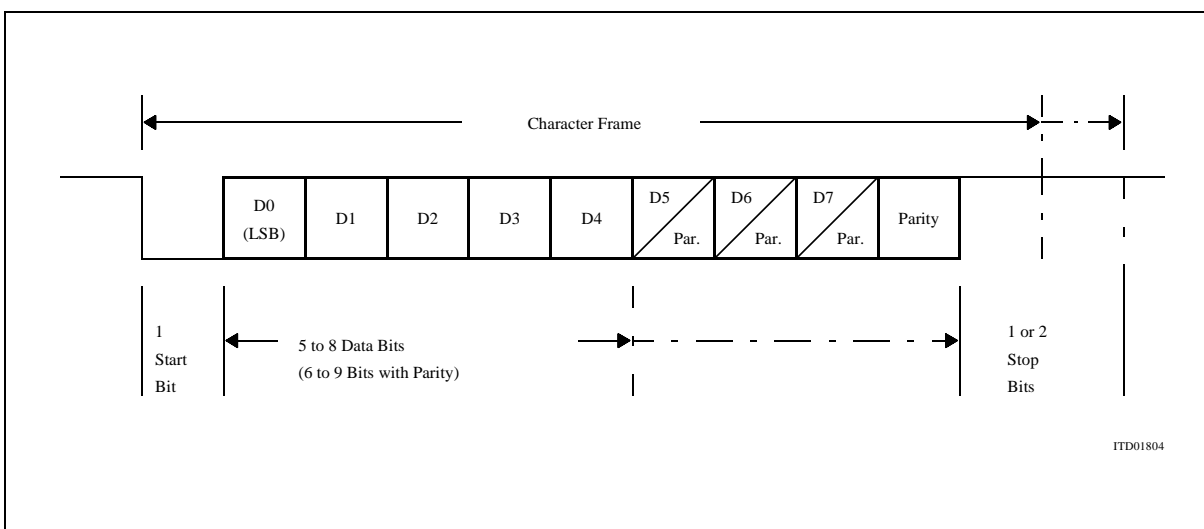 Character Frame
D0
(LSB)
D1
D2
D3
D4
D5
Par.
D6
Par.
D7
Par.
Parity
1
Start
Bit
5 to 8 Data Bits
(6 to 9 Bits with Parity)
1 or 2
Stop
Bits
ITD01804